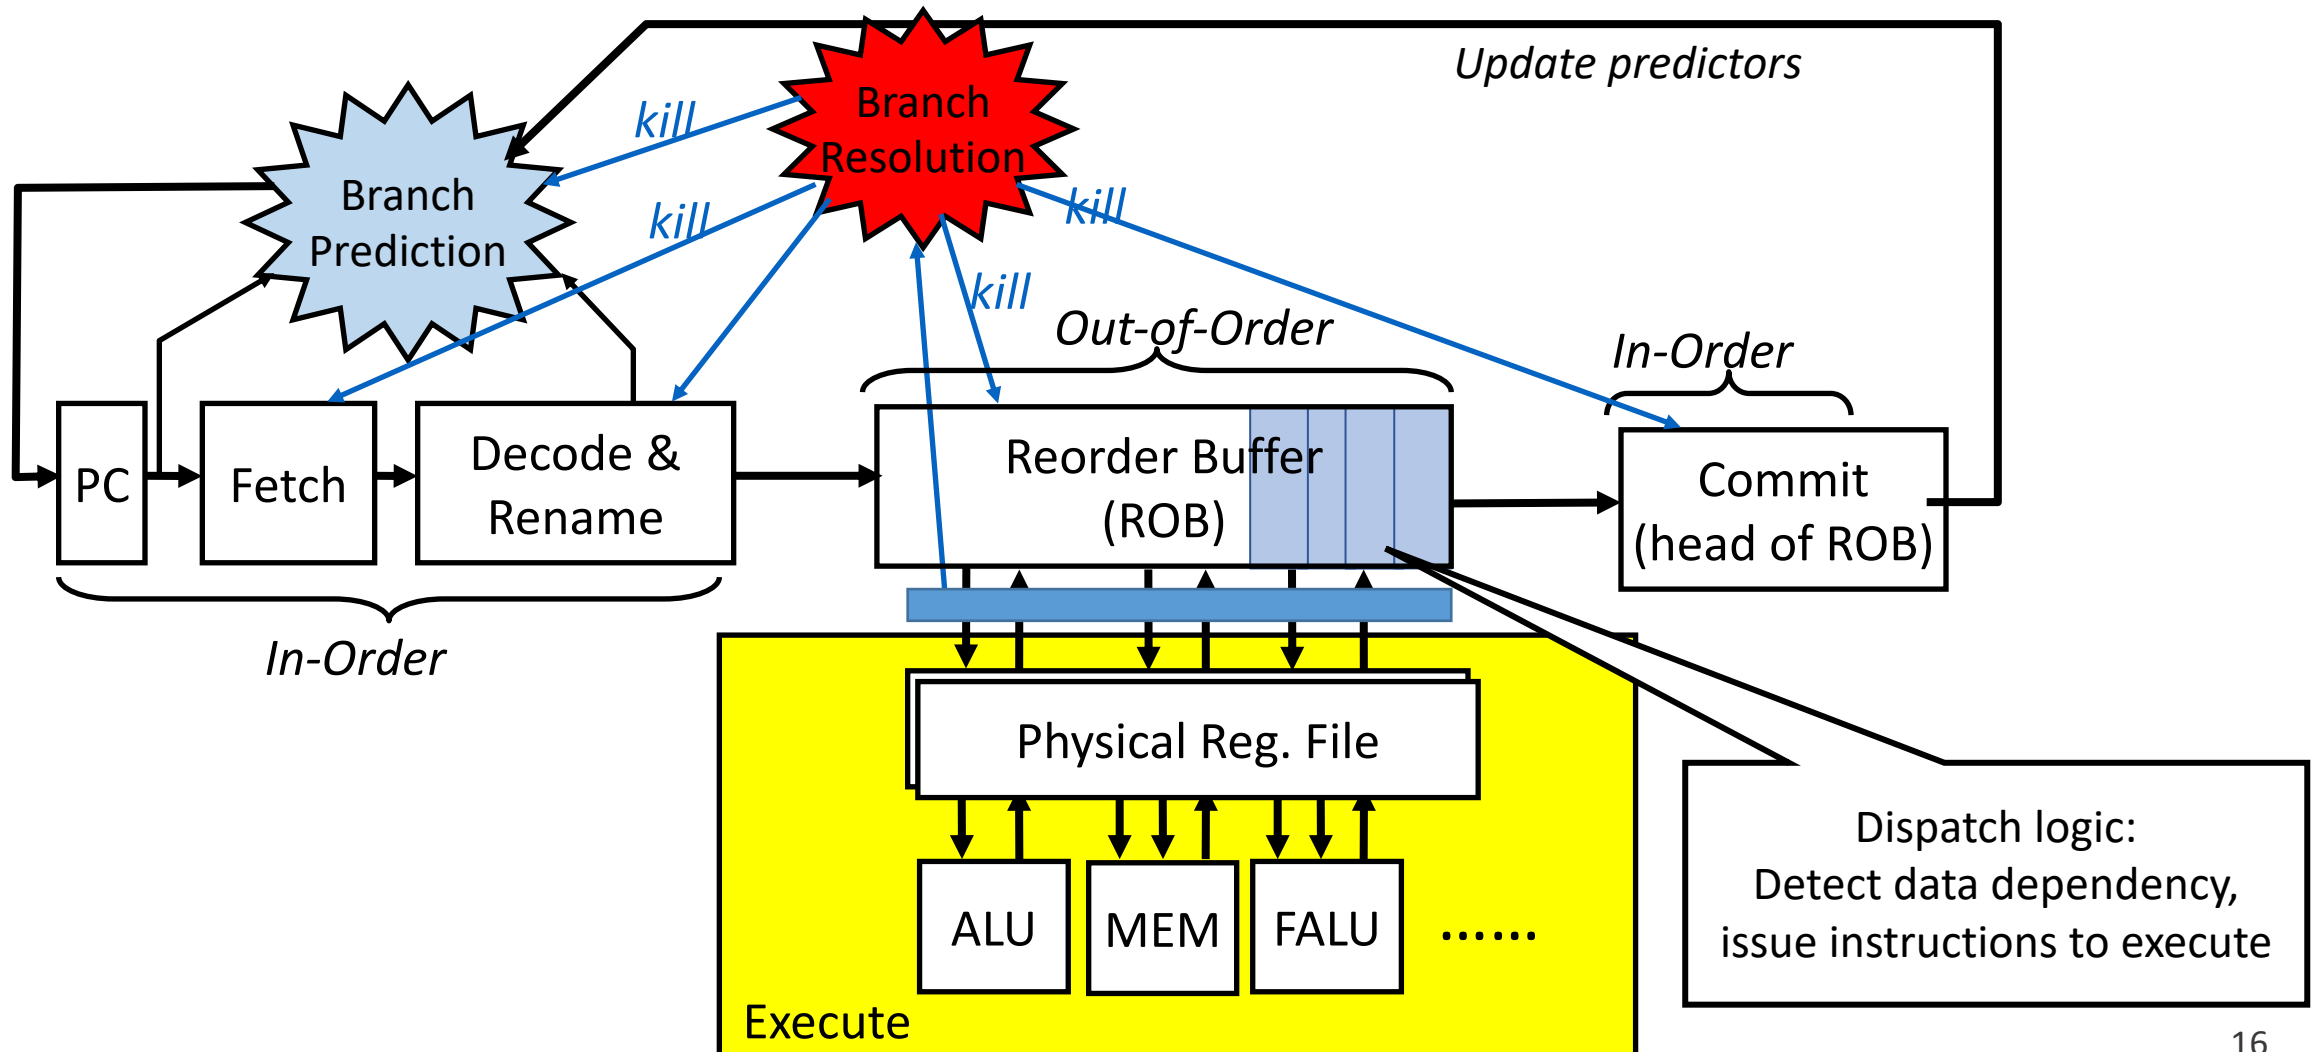 Update predictors
Branch
Resolution
kill
Branch
Prediction
kill
kill
kill
Out-of-Order
In-Order
PC
Fetch
Decode &
Rename
Reorder Buffer
(ROB)
Commit
(head of ROB)
In-Order
Physical Reg. File
Dispatch logic:
Detect data dependency,
issue instructions to execute
ALU
MEM
FALU
......
Execute
16